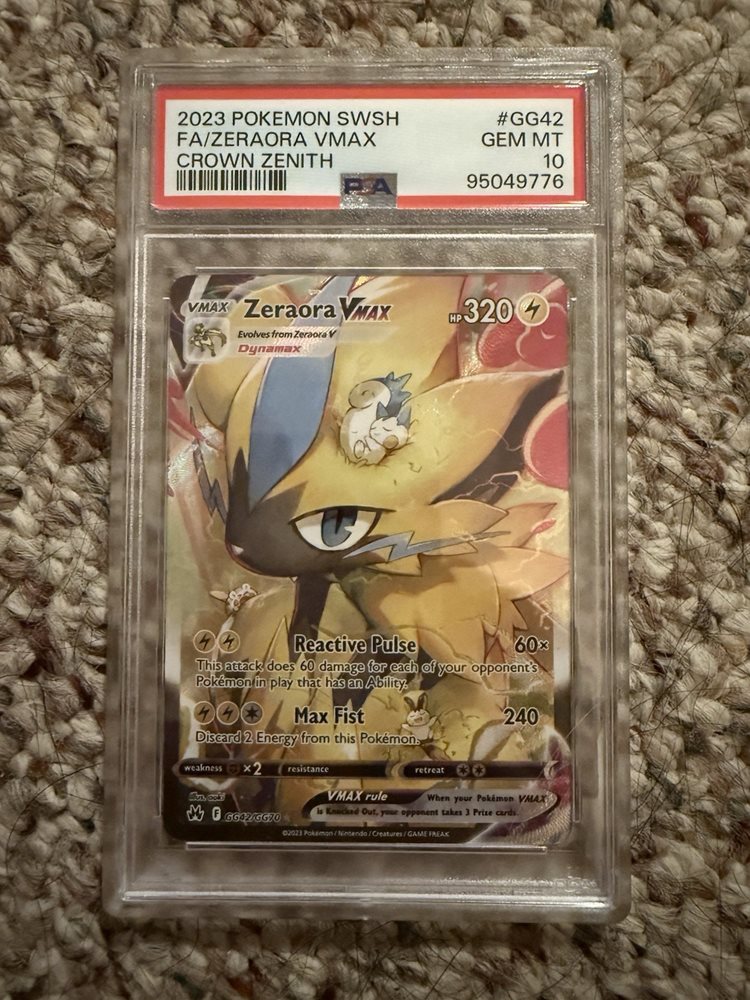 2023 POKEMON SWSH #GG42
FA/ZERAORA VMAX GEM MT
CROWN ZENITH 10
PSA 95049776
VMAX Zeraora VMAX HP 320
Evolves from Zeraora V
Dynamax
Reactive Pulse 60×
This attack does 60 damage for each of your opponent's
Pokémon in play that has an Ability.
Max Fist 240
Discard 2 Energy from this Pokémon.
weakness ×2 resistance retreat
illus. aoki
VMAX rule When your Pokémon VMAX
is Knocked Out, your opponent takes 3 Prize cards.
F GG42/GG70
©2023 Pokémon / Nintendo / Creatures / GAME FREAK